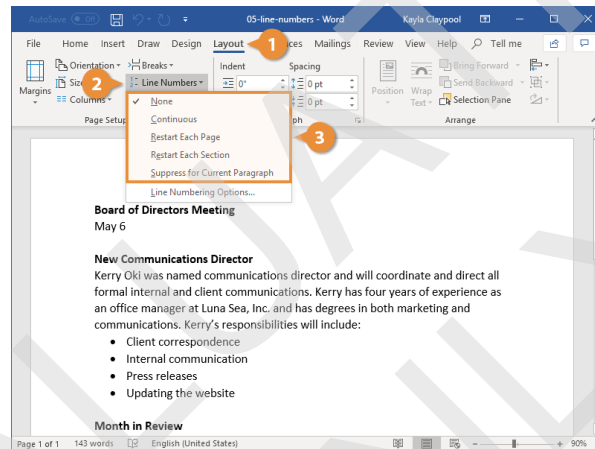 AutoSave Off 05-line-numbers - Word Kayla Claypool
File Home Insert Draw Design Layout ces Mailings Review View Help Tell me
1
Margins
Orientation
Siz
Columns
Breaks
Line Numbers
2
Page Setup
Indent Spacing
0"
0 pt
0 pt
ph
Position
Wrap
Text
Bring Forward
Send Backward
Selection Pane
Arrange
None
Continuous
Restart Each Page
Restart Each Section
Suppress for Current Paragraph
Line Numbering Options...
3
Board of Directors Meeting
May 6
New Communications Director
Kerry Oki was named communications director and will coordinate and direct all
formal internal and client communications. Kerry has four years of experience as
an office manager at Luna Sea, Inc. and has degrees in both marketing and
communications. Kerry’s responsibilities will include:
• Client correspondence
• Internal communication
• Press releases
• Updating the website
Month in Review
Page 1 of 1 143 words English (United States) 90%